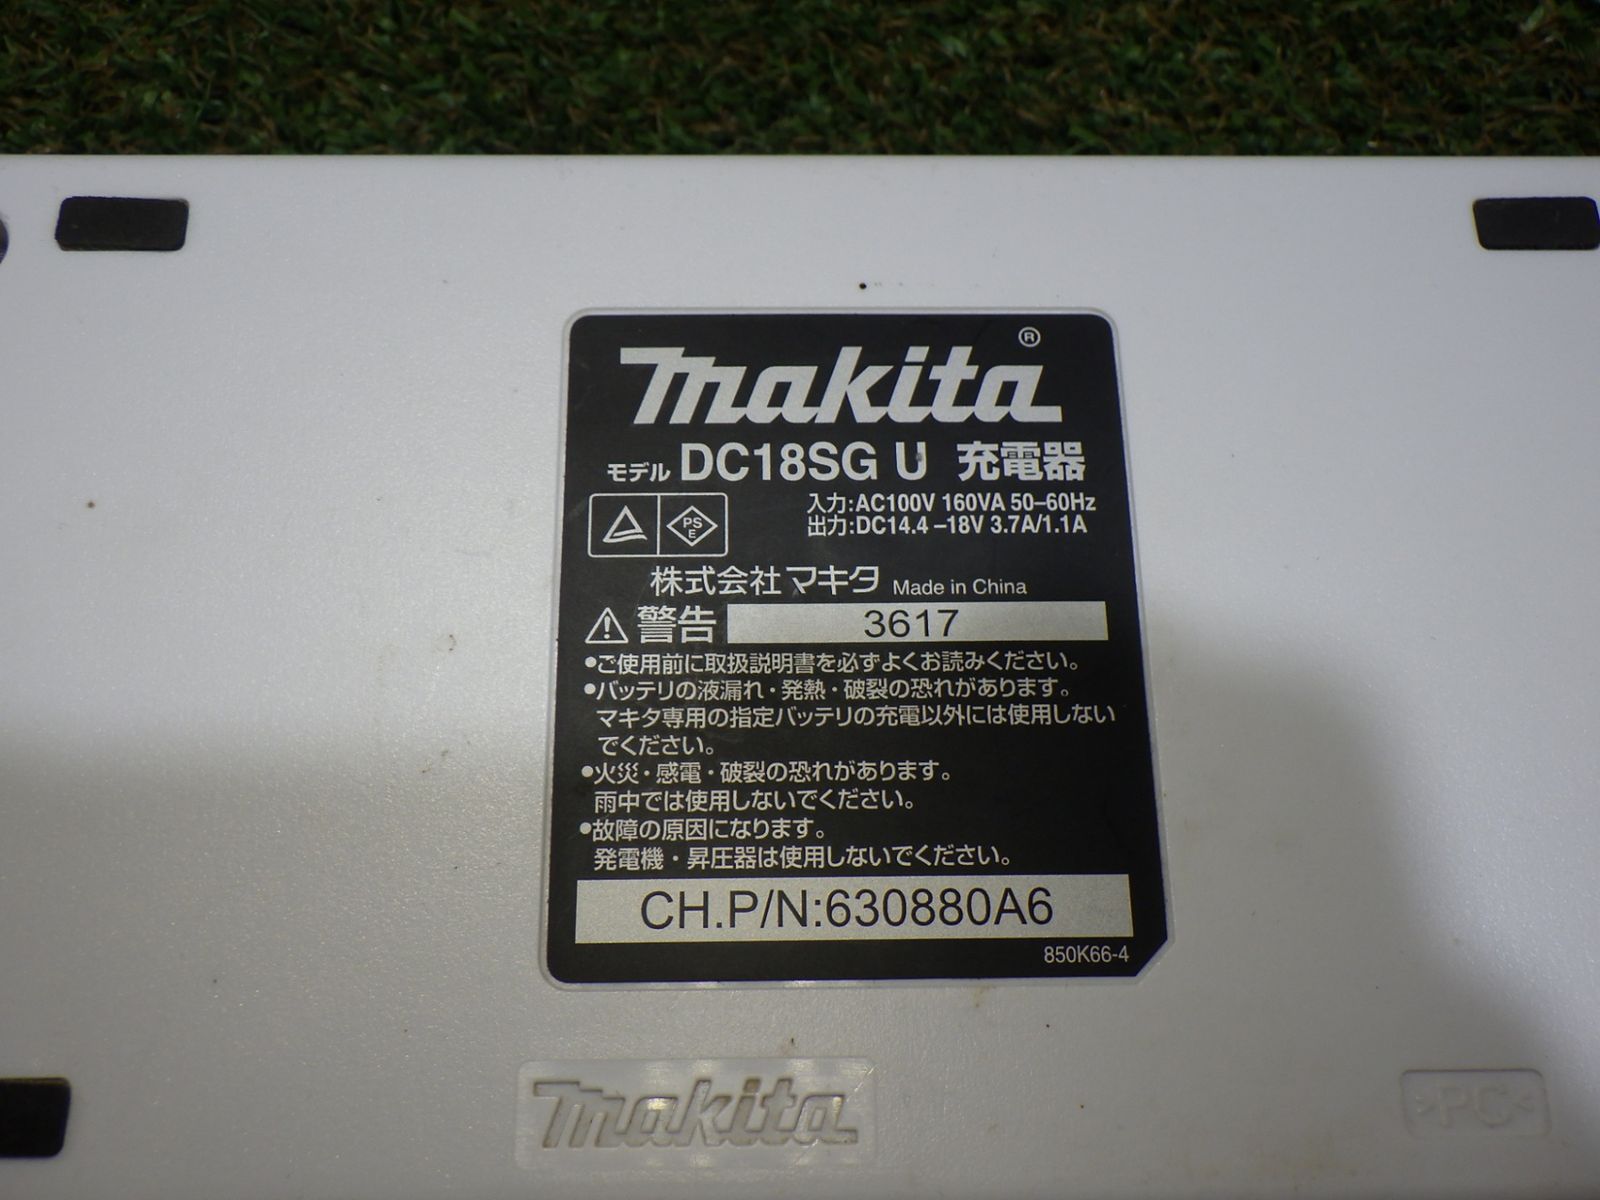 makita®
モデル DC18SG U 充電器
PS
E
入力:AC100V 160VA 50–60Hz
出力:DC14.4 –18V 3.7A/1.1A
株式会社マキタ Made in China
警告 3617
•ご使用前に取扱説明書を必ずよくお読みください。
•バッテリの液漏れ・発熱・破裂の恐れがあります。
マキタ専用の指定バッテリの充電以外には使用しない
でください。
•火災・感電・破裂の恐れがあります。
雨中では使用しないでください。
•故障の原因になります。
発電機・昇圧器は使用しないでください。
CH.P/N:630880A6
850K66-4
makita
>PC<